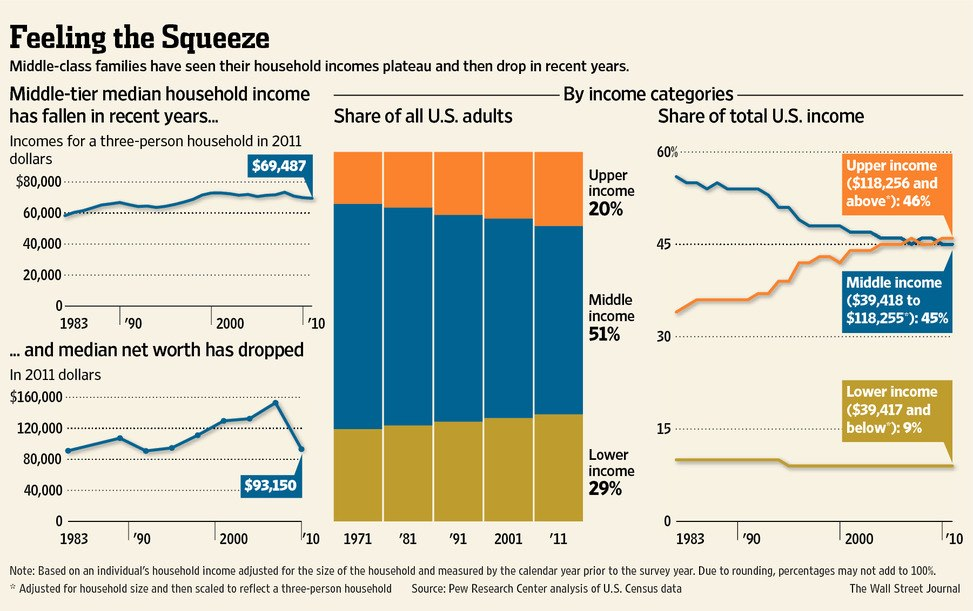 Feeling the Squeeze
Middle-class families have seen their household incomes plateau and then drop in recent years.
Middle-tier median household income
has fallen in recent years...
Incomes for a three-person household in 2011
dollars
$69,487
$80,000
60,000
40,000
20,000
0
1983
'90
2000
'10
... and median net worth has dropped
In 2011 dollars
$160,000
120,000
80,000
40,000
$93,150
0
1983
'90
2000
'10
By income categories
Share of all U.S. adults
Upper
income
20%
Middle
income
51%
Lower
income
29%
1971
'81
'91
2001
'11
Share of total U.S. income
60%
45
30
15
0
Upper income
($118,256 and
above*): 46%
Middle income
($39,418 to
$118,255*): 45%
Lower income
($39,417 and
below*): 9%
1983
'90
2000
'10
Note: Based on an individual's household income adjusted for the size of the household and measured by the calendar year prior to the survey year. Due to rounding, percentages may not add to 100%.
* Adjusted for household size and then scaled to reflect a three-person household
Source: Pew Research Center analysis of U.S. Census data
The Wall Street Journal